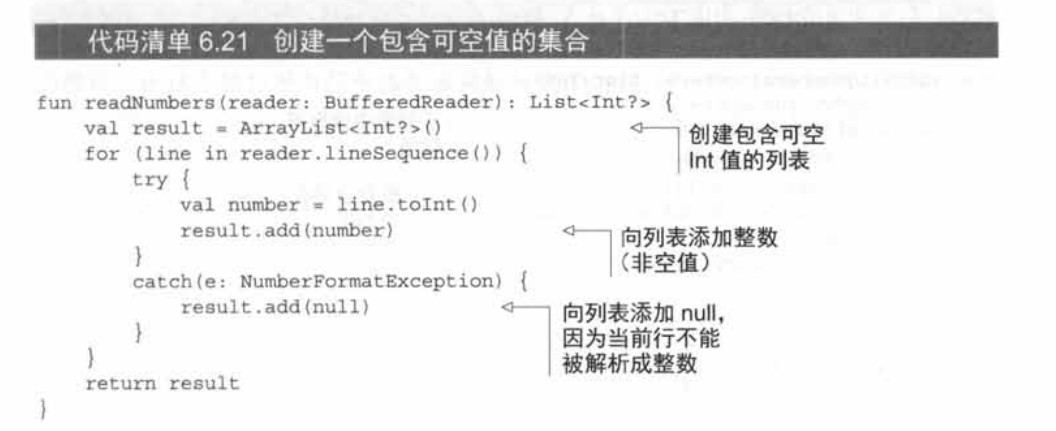 代码清单 6.21 创建一个包含可空值的集合
fun readNumbers(reader: BufferedReader): List<Int?> {
    val result = ArrayList<Int?>()
    for (line in reader.lineSequence()) {
        try {
            val number = line.toInt()
            result.add(number)
        }
        catch(e: NumberFormatException) {
            result.add(null)
        }
    }
    return result
}
创建包含可空
Int 值的列表
向列表添加整数
（非空值）
向列表添加 null，
因为当前行不能
被解析成整数